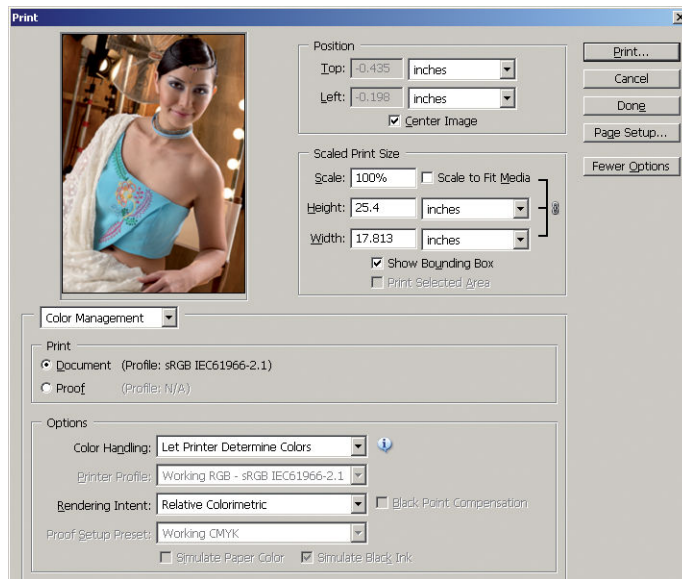 Print
Position
Top: -0.435 inches
Left: -0.198 inches
Center Image
Print...
Cancel
Done
Page Setup...
Fewer Options
Scaled Print Size
Scale: 100% Scale to Fit Media
Height: 25.4 inches
Width: 17.813 inches
Show Bounding Box
Print Selected Area
Color Management
Print
Document (Profile: sRGB IEC61966-2.1)
Proof (Profile: N/A)
Options
Color Handling: Let Printer Determine Colors
Printer Profile: Working RGB - sRGB IEC61966-2.1
Rendering Intent: Relative Colorimetric Black Point Compensation
Proof Setup Preset: Working CMYK
Simulate Paper Color Simulate Black Ink